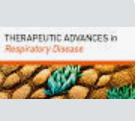 THERAPEUTIC ADVANCES in
Respiratory Disease